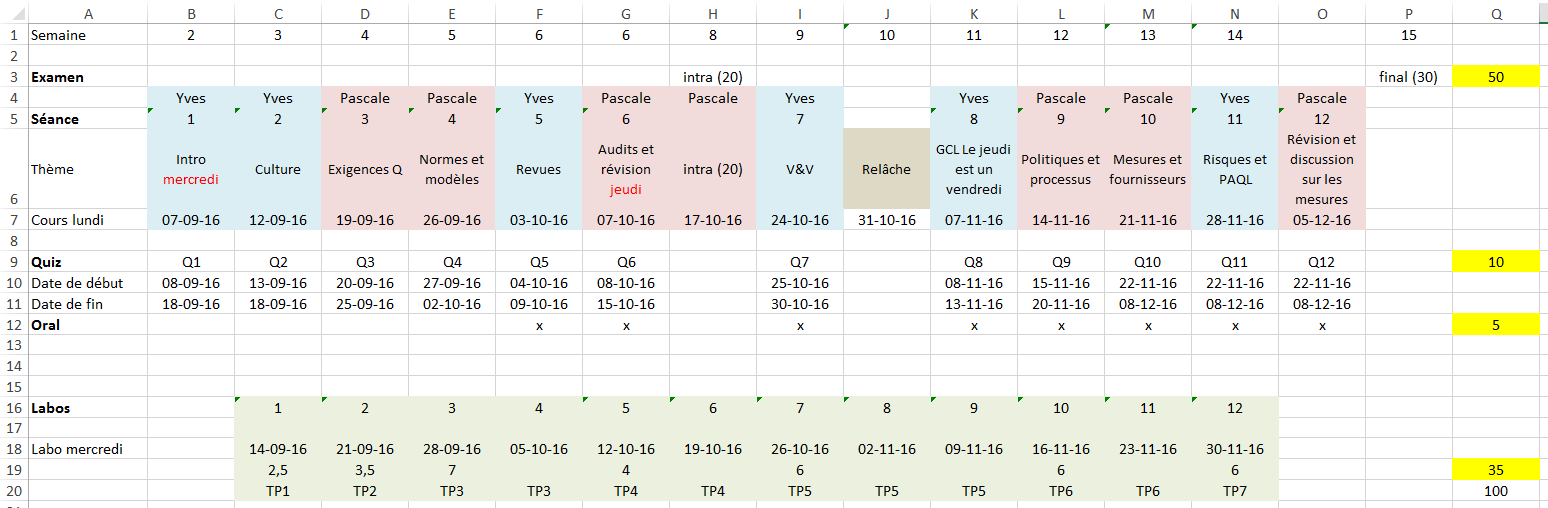 A B C D E F G H I J K L M N O P Q
1 Semaine 2 3 4 5 6 6 8 9 10 11 12 13 14 15
2
3 Examen intra (20) final (30) 50
4 Yves Yves Pascale Pascale Yves Pascale Pascale Yves Yves Pascale Pascale Yves Pascale
5 Séance 1 2 3 4 5 6 7 8 9 10 11 12
6 Thème Intro mercredi Culture Exigences Q Normes et modèles Revues Audits et révision jeudi intra (20) V&V Relâche GCL Le jeudi est un vendredi Politiques et processus Mesures et fournisseurs Risques et PAQL Révision et discussion sur les mesures
7 Cours lundi 07-09-16 12-09-16 19-09-16 26-09-16 03-10-16 07-10-16 17-10-16 24-10-16 31-10-16 07-11-16 14-11-16 21-11-16 28-11-16 05-12-16
8
9 Quiz Q1 Q2 Q3 Q4 Q5 Q6 Q7 Q8 Q9 Q10 Q11 Q12 10
10 Date de début 08-09-16 13-09-16 20-09-16 27-09-16 04-10-16 08-10-16 25-10-16 08-11-16 15-11-16 22-11-16 22-11-16 22-11-16
11 Date de fin 18-09-16 18-09-16 25-09-16 02-10-16 09-10-16 15-10-16 30-10-16 13-11-16 20-11-16 08-12-16 08-12-16 08-12-16
12 Oral x x x x x x x x 5
13
14
15
16 Labos 1 2 3 4 5 6 7 8 9 10 11 12
17
18 Labo mercredi 14-09-16 21-09-16 28-09-16 05-10-16 12-10-16 19-10-16 26-10-16 02-11-16 09-11-16 16-11-16 23-11-16 30-11-16
19 2,5 3,5 7 4 6 6 6 35
20 TP1 TP2 TP3 TP3 TP4 TP4 TP5 TP5 TP5 TP6 TP6 TP7 100